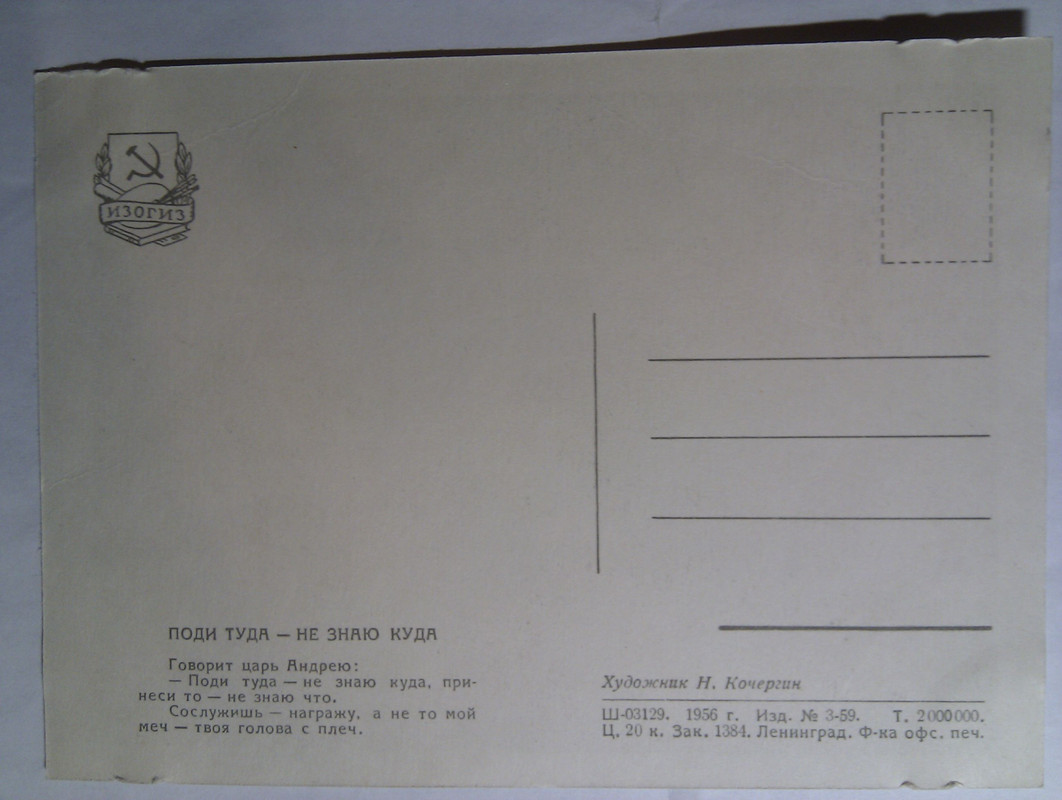 ИЗОГИЗ
ПОДИ ТУДА — НЕ ЗНАЮ КУДА
Говорит царь Андрею:
— Поди туда — не знаю куда, при-
неси то — не знаю что.
Сослужишь — награжу, а не то мой
меч — твоя голова с плеч.
Художник Н. Кочергин
Ш-03129. 1956 г. Изд. № 3-59. Т. 2000000.
Ц. 20 к. Зак. 1384. Ленинград. Ф-ка офс. печ.